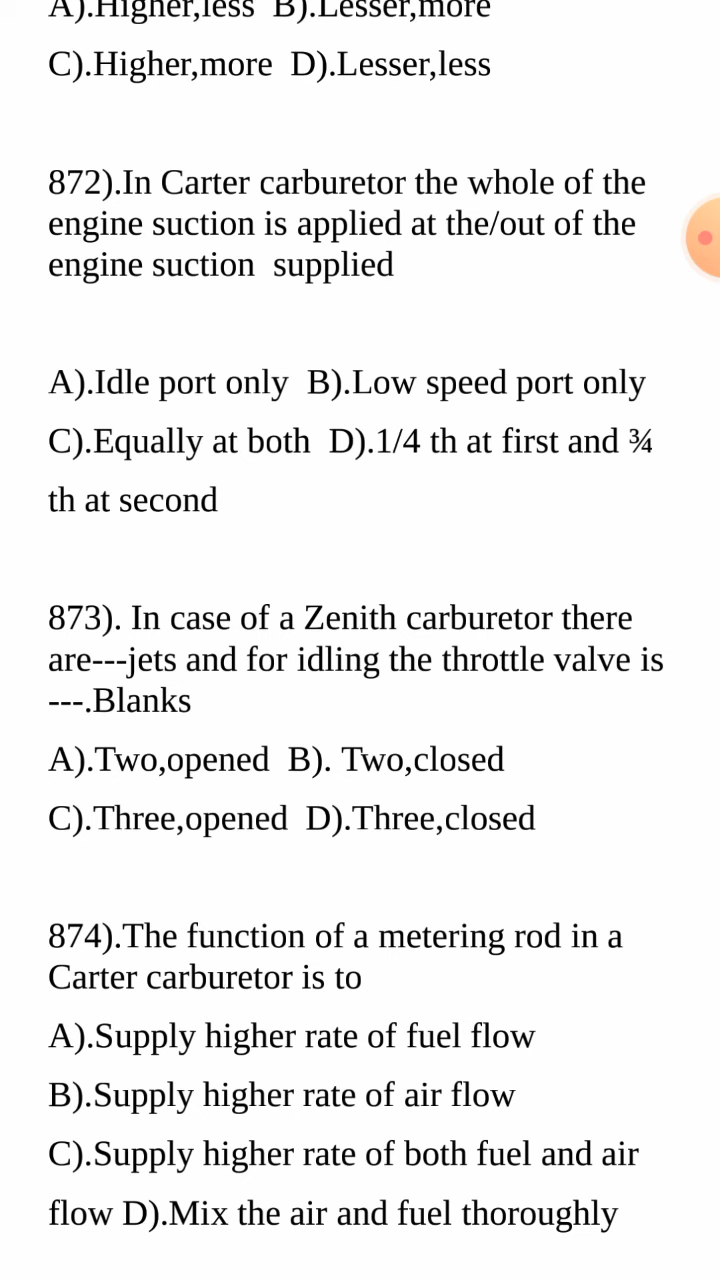 A).Higher,less  B).Lesser,more
C).Higher,more  D).Lesser,less
872).In Carter carburetor the whole of the
engine suction is applied at the/out of the
engine suction  supplied
A).Idle port only  B).Low speed port only
C).Equally at both  D).1/4 th at first and ¾
th at second
873). In case of a Zenith carburetor there
are---jets and for idling the throttle valve is
---.Blanks
A).Two,opened  B). Two,closed
C).Three,opened  D).Three,closed
874).The function of a metering rod in a
Carter carburetor is to
A).Supply higher rate of fuel flow
B).Supply higher rate of air flow
C).Supply higher rate of both fuel and air
flow D).Mix the air and fuel thoroughly